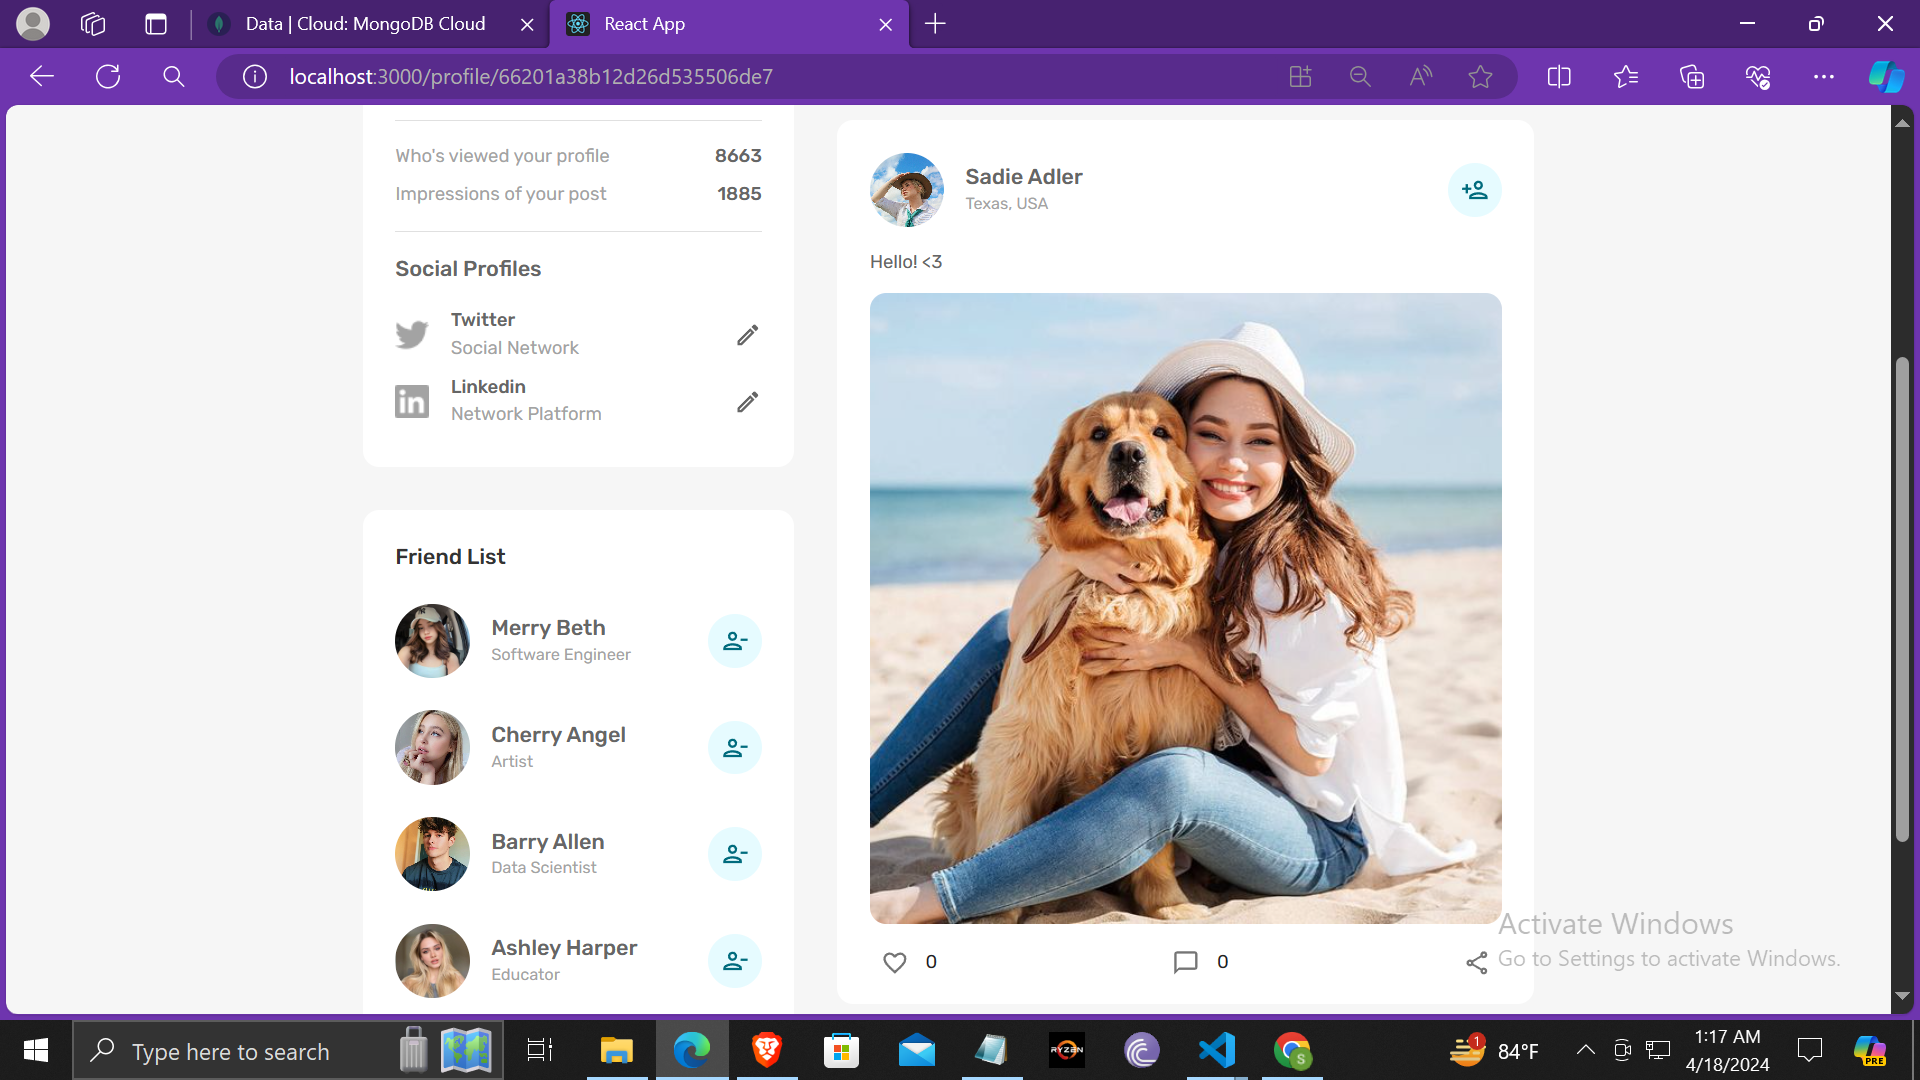 Data | Cloud: MongoDB Cloud
React App
localhost:3000/profile/66201a38b12d26d535506de7
Who's viewed your profile 8663
Impressions of your post 1885
Social Profiles
Twitter
Social Network
Linkedin
Network Platform
Friend List
Merry Beth
Software Engineer
Cherry Angel
Artist
Barry Allen
Data Scientist
Ashley Harper
Educator
Sadie Adler
Texas, USA
Hello! <3
0
0
Activate Windows
Go to Settings to activate Windows.
Type here to search
RYZEN
S
1
84°F
1:17 AM
4/18/2024
PRE